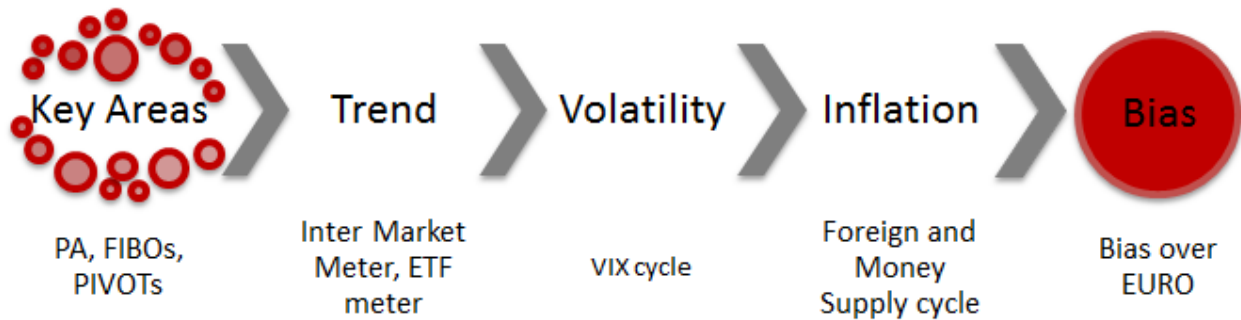 Key Areas
Trend
Volatility
Inflation
Bias
PA, FIBOs,
PIVOTs
Inter Market
Meter, ETF
meter
VIX cycle
Foreign and
Money
Supply cycle
Bias over
EURO